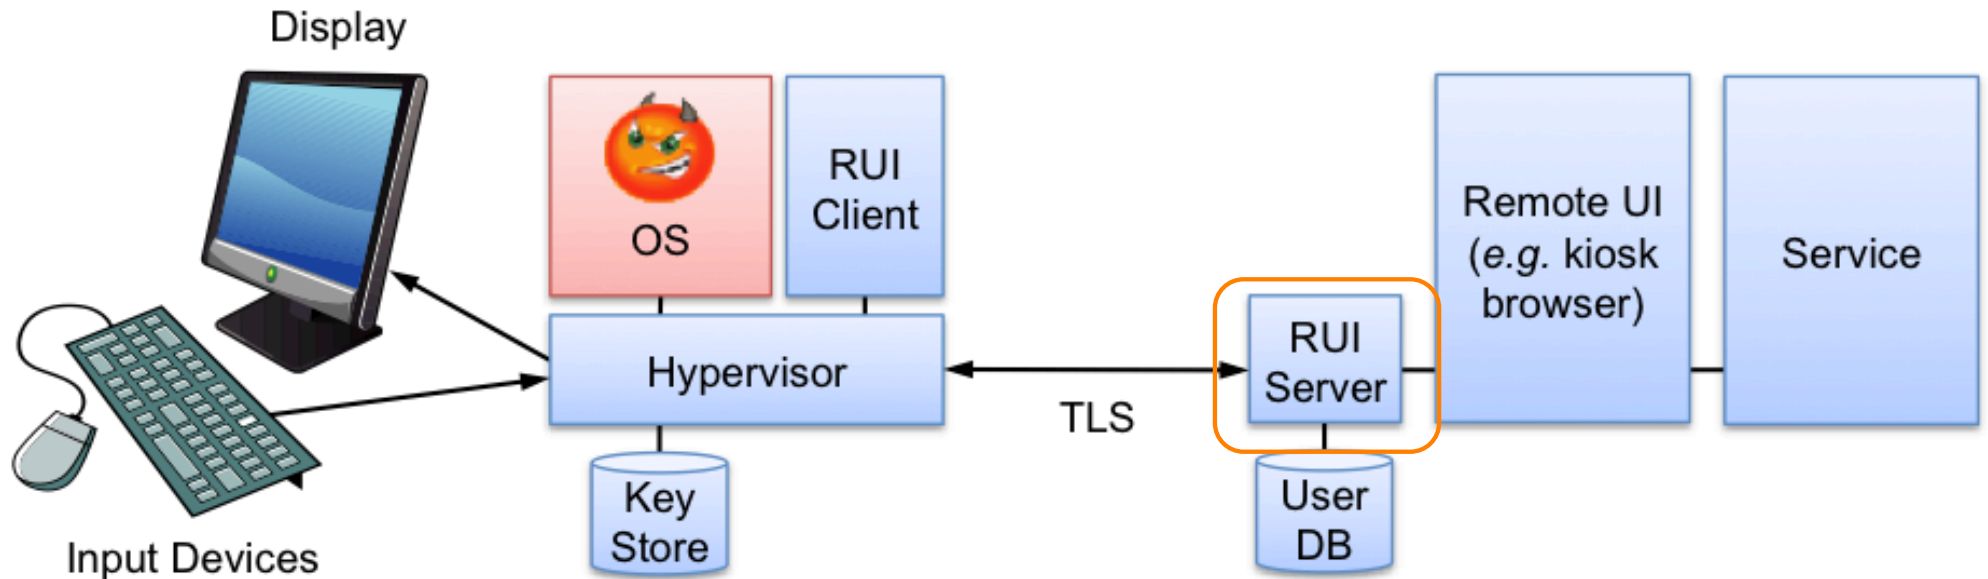 Display
OS
RUI
Client
Hypervisor
Key
Store
Input Devices
TLS
RUI
Server
User
DB
Remote UI
(e.g. kiosk
browser)
Service